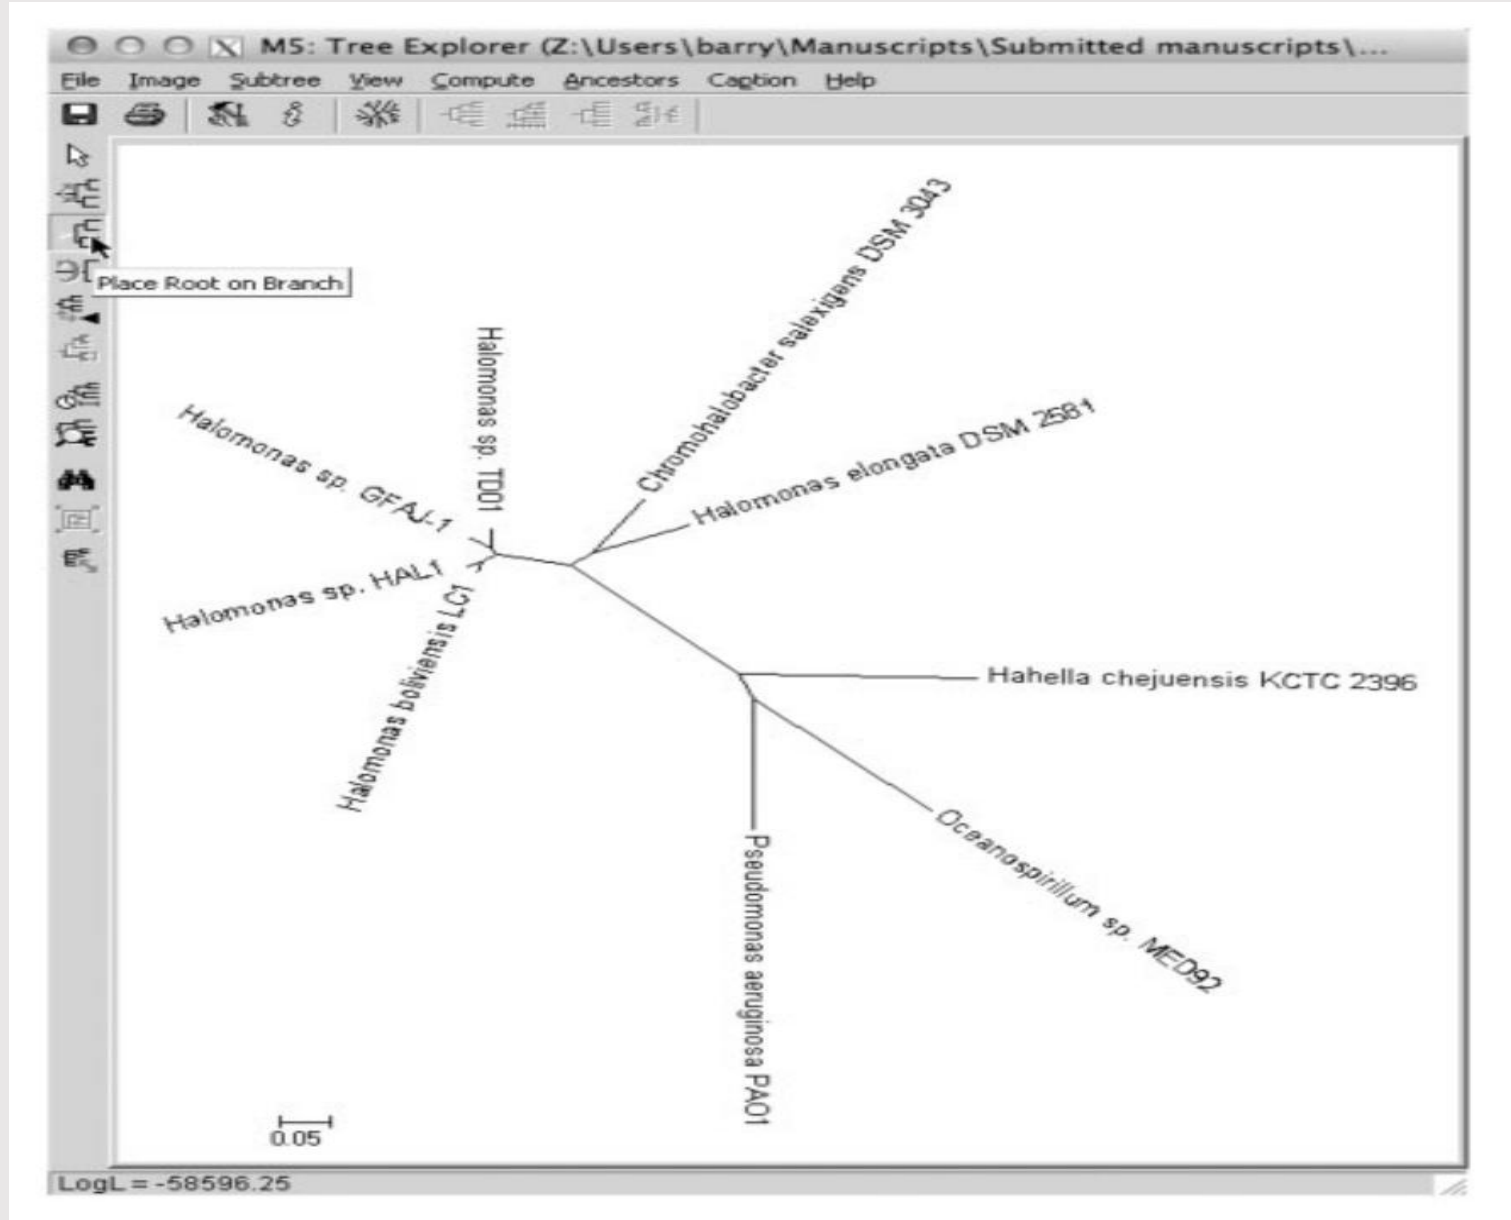 M5: Tree Explorer (Z:\Users\barry\Manuscripts\Submitted manuscripts\...
File Image Subtree View Compute Ancestors Caption Help
Place Root on Branch
Chromohalobacter salexigens DSM 3043
Halomonas sp. TD01
Halomonas elongata DSM 2581
Halomonas sp. GFAJ-1
Halomonas sp. HAL1
Halomonas boliviensis LC1
Hahella chejuensis KCTC 2396
Oceanospirillum sp. MED92
Pseudomonas aeruginosa PAO1
0.05
LogL = -58596.25